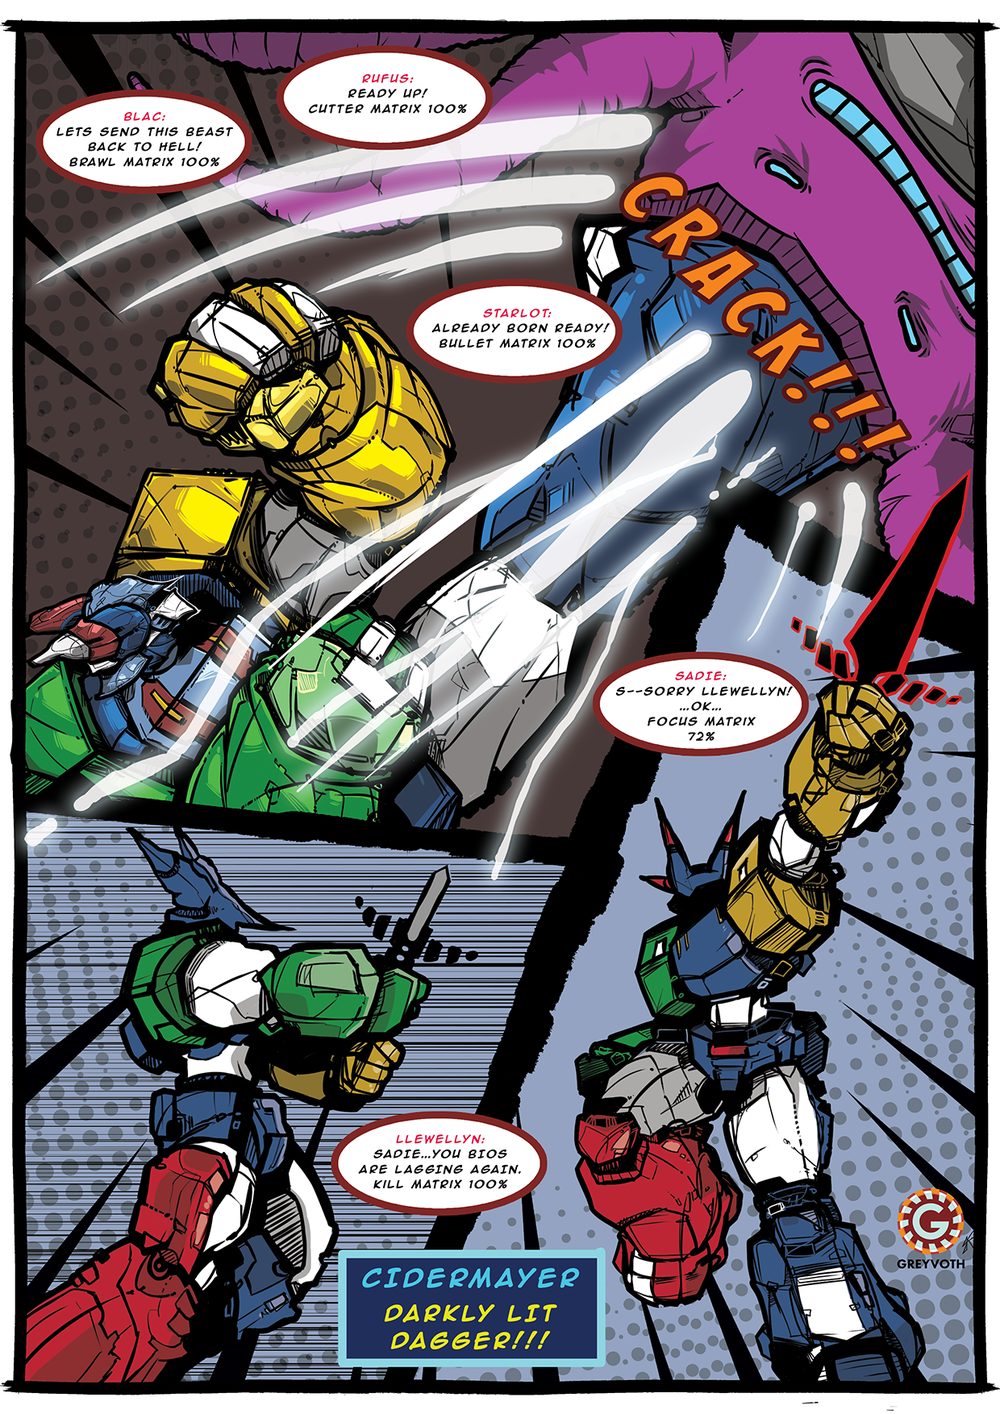 RUFUS:
READY UP!
CUTTER MATRIX 100%
BLAC:
LETS SEND THIS BEAST
BACK TO HELL!
BRAWL MATRIX 100%
CRACK!!!
STARLOT:
ALREADY BORN READY!
BULLET MATRIX 100%
SADIE:
S--SORRY LLEWELLYN!
...OK...
FOCUS MATRIX
72%
LLEWELLYN:
SADIE...YOU BIOS
ARE LAGGING AGAIN.
KILL MATRIX 100%
CIDERMAYER
DARKLY LIT
DAGGER!!!
G
GREYVOTH